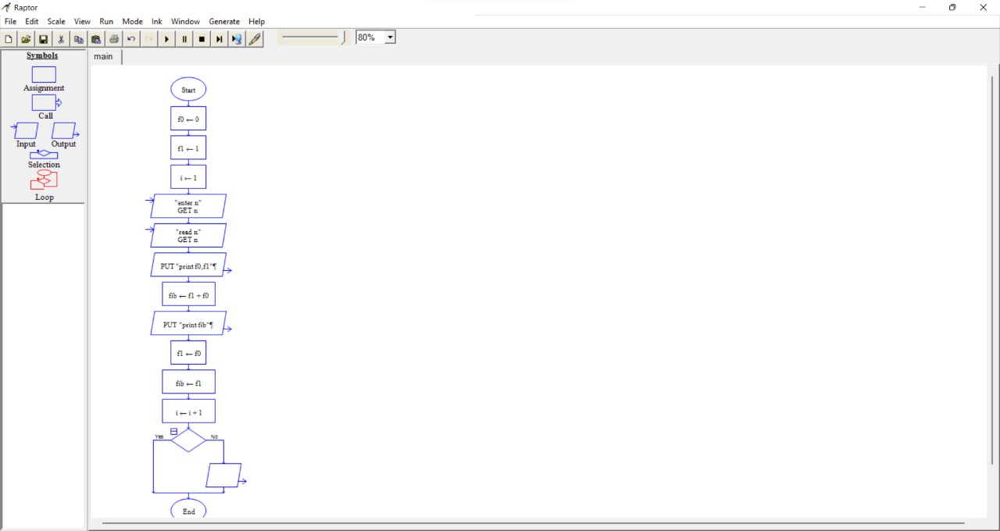 Raptor
File Edit Scale View Run Mode Ink Window Generate Help
80%
Symbols
main
Assignment
Call
Input Output
Selection
Loop
Start
f0 ← 0
f1 ← 1
i ← 1
"enter n"
GET n
"read n"
GET n
PUT "print f0,f1"¶
fib ← f1 + f0
PUT "print fib"¶
f1 ← f0
fib ← f1
i ← i + 1
Yes No
End